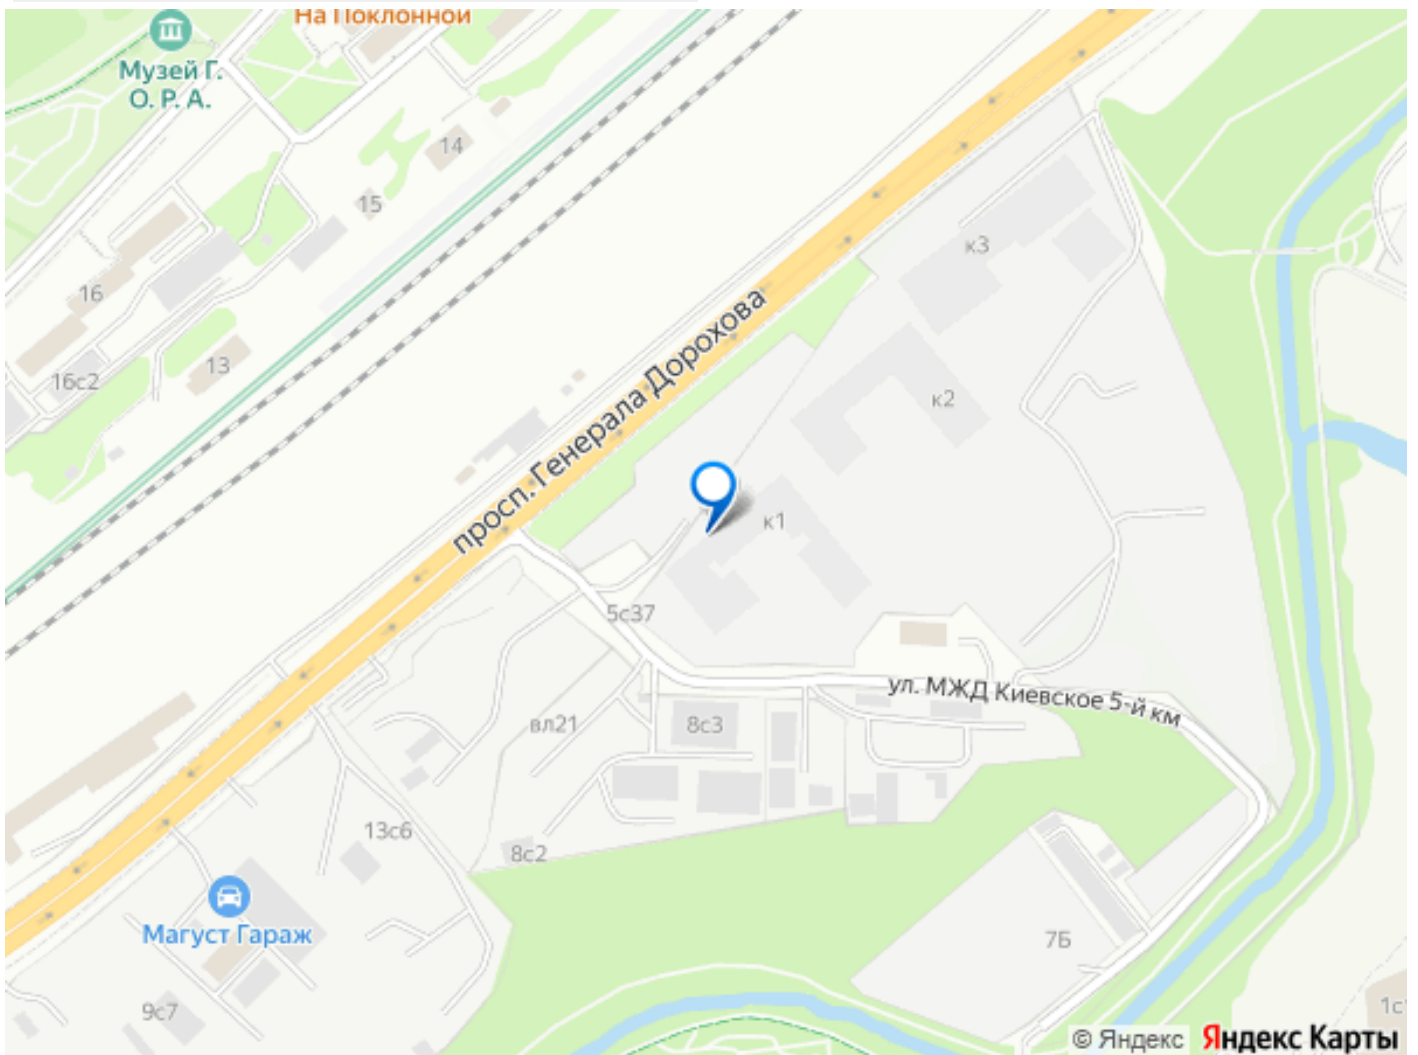 На Поклонной
Музей Г.
О. Р. А.
14
15
16
13
16с2
к3
просп. Генерала Дорохова
к2
к1
5с37
ул. МЖД Киевское 5-й км
вл21
8с3
13с6
8с2
Магуст Гараж
7Б
9с7
© Яндекс Яндекс Карты